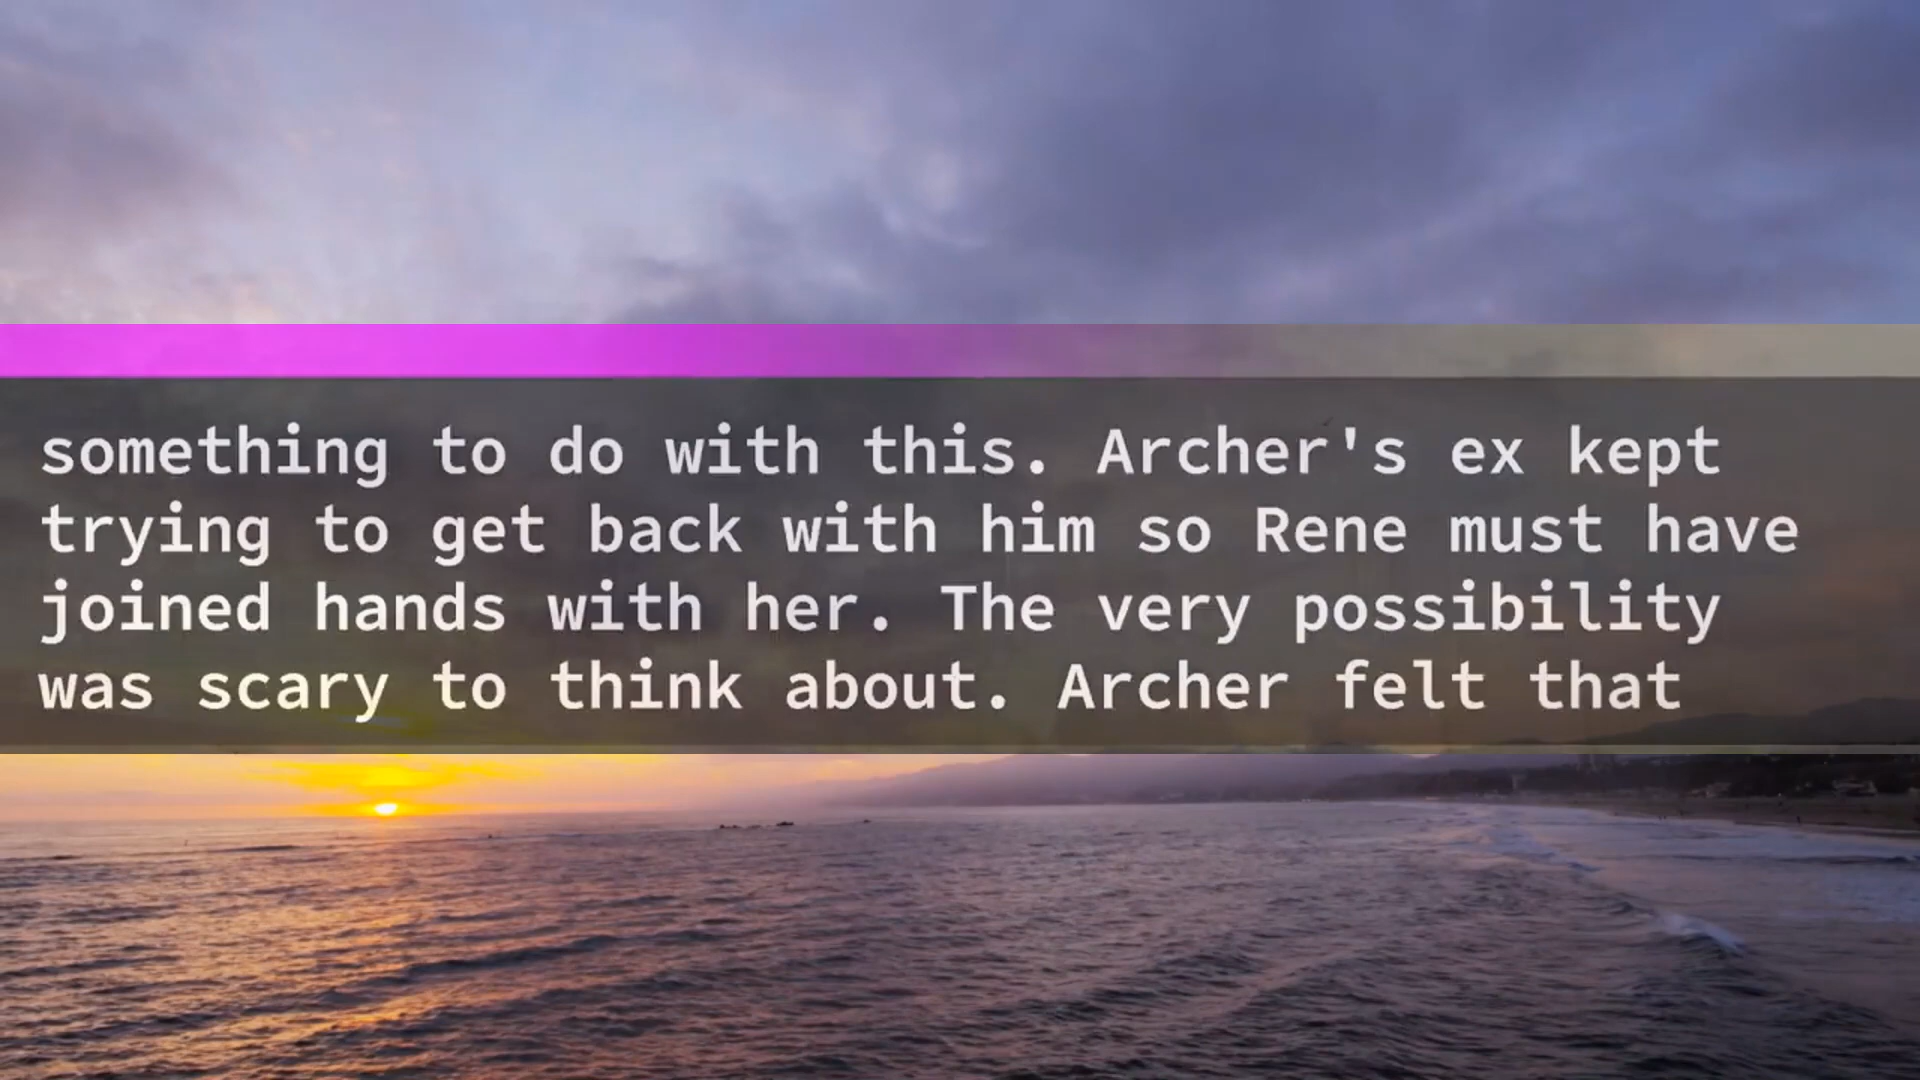 something to do with this. Archer's ex kept
trying to get back with him so Rene must have
joined hands with her. The very possibility
was scary to think about. Archer felt that